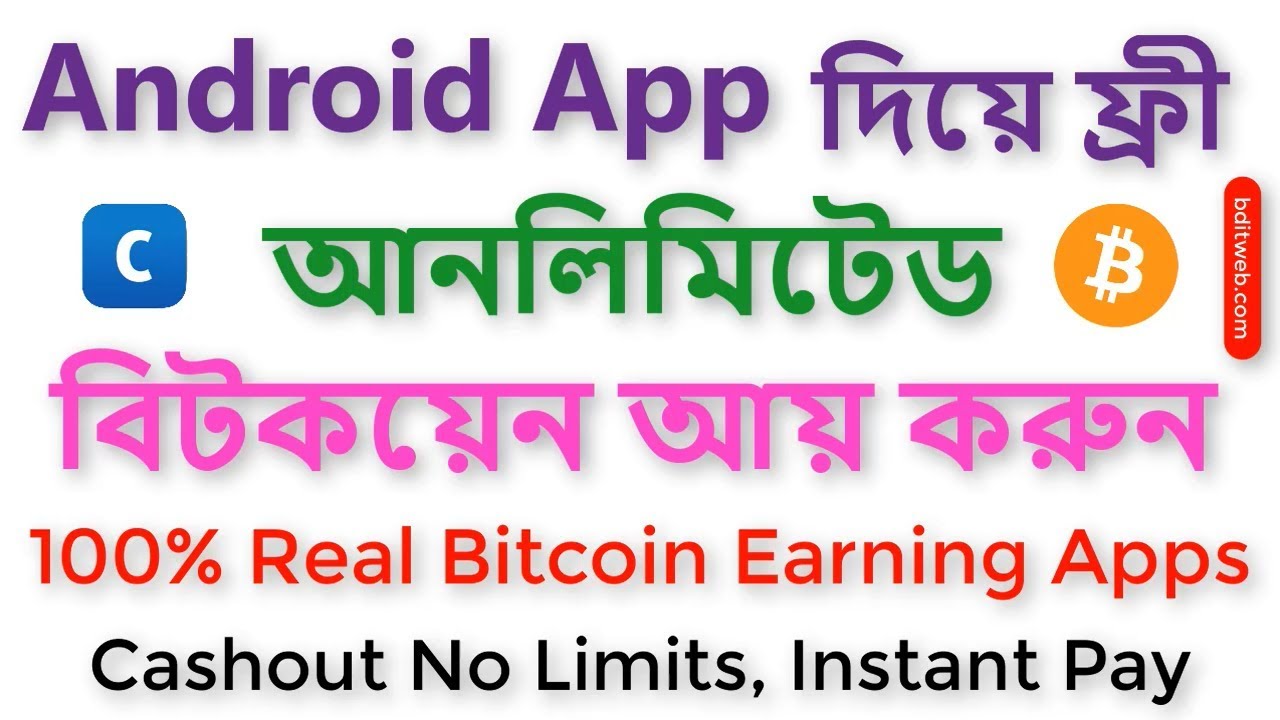 Android App দিয়ে ফ্রী
C
আনলিমিটেড
bditweb.com
বিটকয়েন আয় করুন
100% Real Bitcoin Earning Apps
Cashout No Limits, Instant Pay